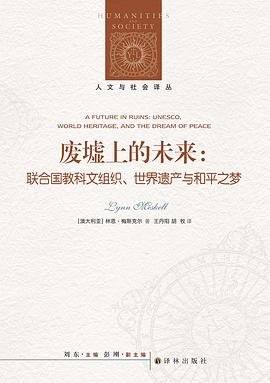 HUMANITIES
AND
SOCIETY
人文与社会译丛
A FUTURE IN RUINS: UNESCO,
WORLD HERITAGE, AND THE DREAM OF PEACE
废墟上的未来：
联合国教科文组织、世界遗产与和平之梦
Lynn Meskell
［澳大利亚］林恩·梅斯克尔 著 王丹阳 胡牧 译
刘东·主编 彭刚·副主编
译林出版社